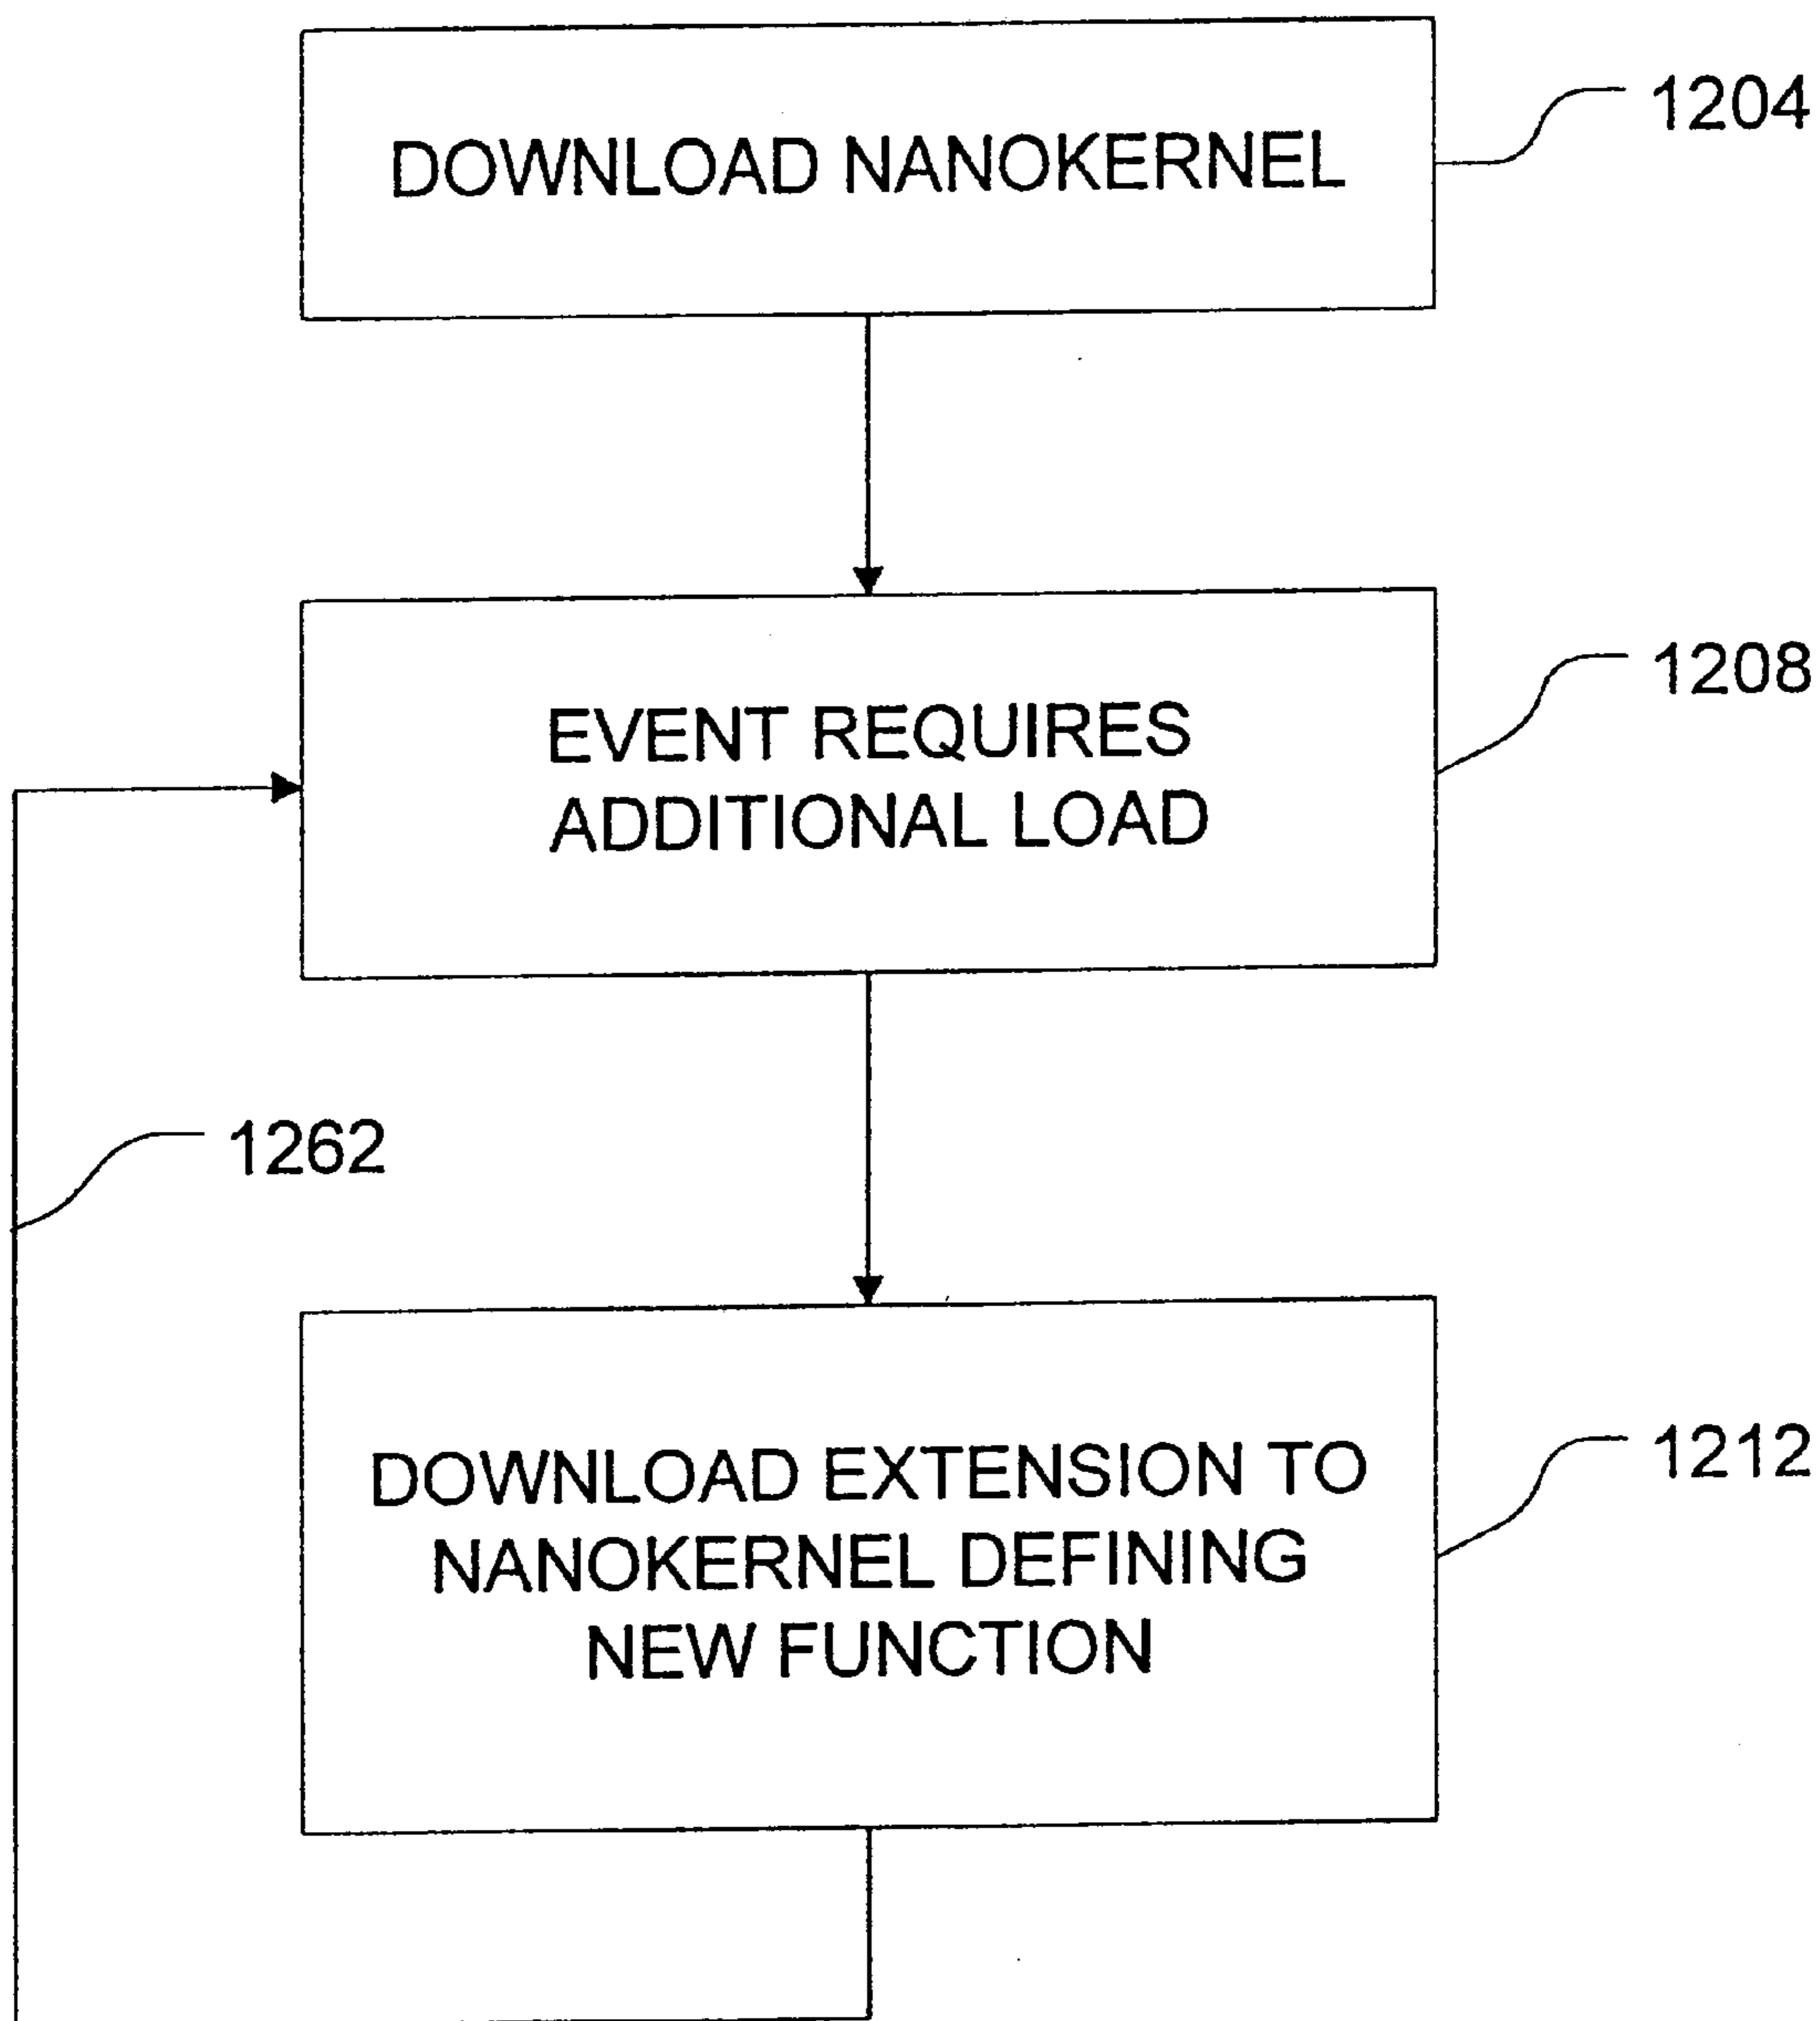 DOWNLOAD NANOKERNEL
1204
EVENT REQUIRES
ADDITIONAL LOAD
1208
1262
DOWNLOAD EXTENSION TO
NANOKERNEL DEFINING
NEW FUNCTION
1212